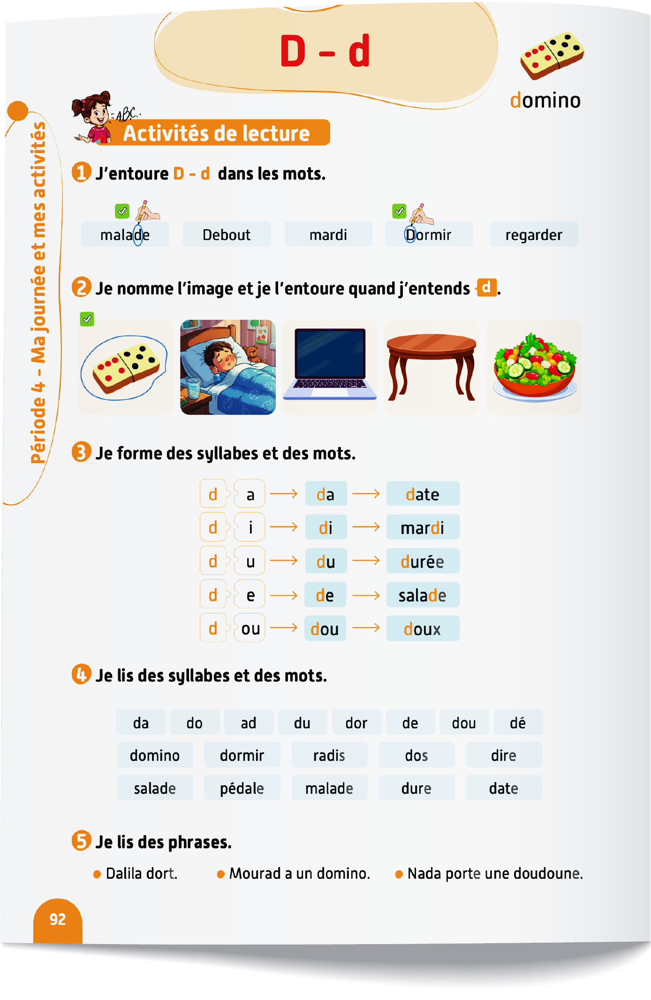 D - d
domino
A.B.C..
Activités de lecture
Période 4 - Ma journée et mes activités
1 J'entoure D - d dans les mots.
malade Debout mardi Dormir regarder
2 Je nomme l'image et je l'entoure quand j'entends d.
3 Je forme des syllabes et des mots.
d a da date
d i di mardi
d u du durée
d e de salade
d ou dou doux
4 Je lis des syllabes et des mots.
da do ad du dor de dou dé
domino dormir radis dos dire
salade pédale malade dure date
5 Je lis des phrases.
• Dalila dort. • Mourad a un domino. • Nada porte une doudoune.
92